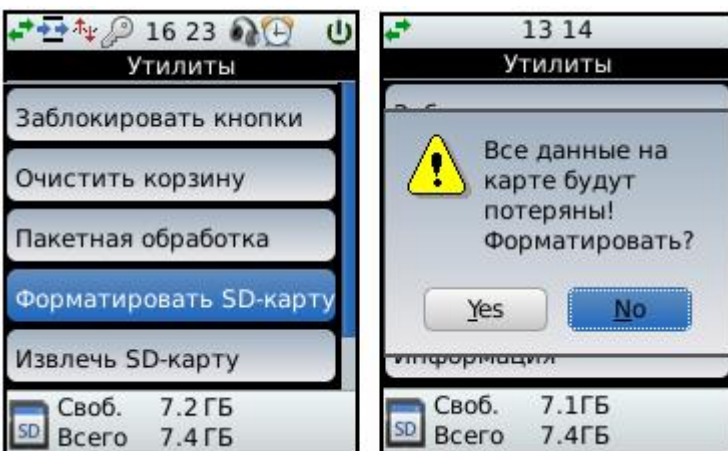 16 23
Утилиты
Заблокировать кнопки
Очистить корзину
Пакетная обработка
Форматировать SD-карту
Извлечь SD-карту
SD
Своб. 7.2 ГБ
Всего 7.4 ГБ
13 14
Утилиты
Все данные на
карте будут
потеряны!
Форматировать?
Yes
No
Информация
SD
Своб. 7.1ГБ
Всего 7.4ГБ